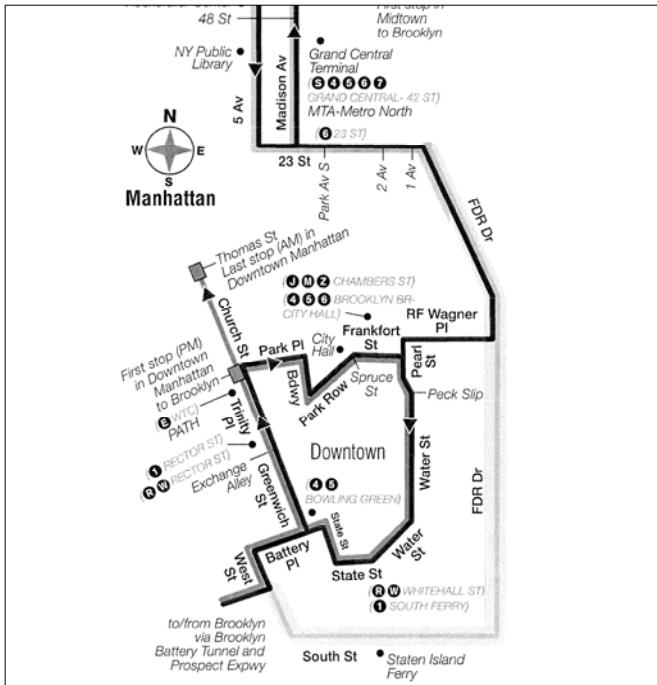 48 St
First stop in
Midtown
to Brooklyn
NY Public
Library
5 Av
Madison Av
Grand Central
Terminal
(S 4 5 6 7
GRAND CENTRAL- 42 ST)
MTA-Metro North
(6 23 ST)
23 St
Park Av S
2 Av
1 Av
FDR Dr
N
W E
S
Manhattan
Thomas St
Last stop (AM) in
Downtown Manhattan
(J M Z CHAMBERS ST)
(4 5 6 BROOKLYN BR-
CITY HALL)
RF Wagner
Pl
Church St
Park Pl
City
Hall
Frankfort
St
Pearl
St
First stop (PM)
in Downtown
Manhattan
to Brooklyn
Bdwy
Park Row
Spruce
St
Peck Slip
(E WTC)
PATH
Trinity
Pl
(1 RECTOR ST)
(R W RECTOR ST)
Exchange
Alley
Greenwich
St
Downtown
Water St
FDR Dr
(4 5
BOWLING GREEN)
State St
Water
St
West
St
Battery
Pl
State St
(R W WHITEHALL ST)
(1 SOUTH FERRY)
to/from Brooklyn
via Brooklyn
Battery Tunnel and
Prospect Expwy
South St
Staten Island
Ferry